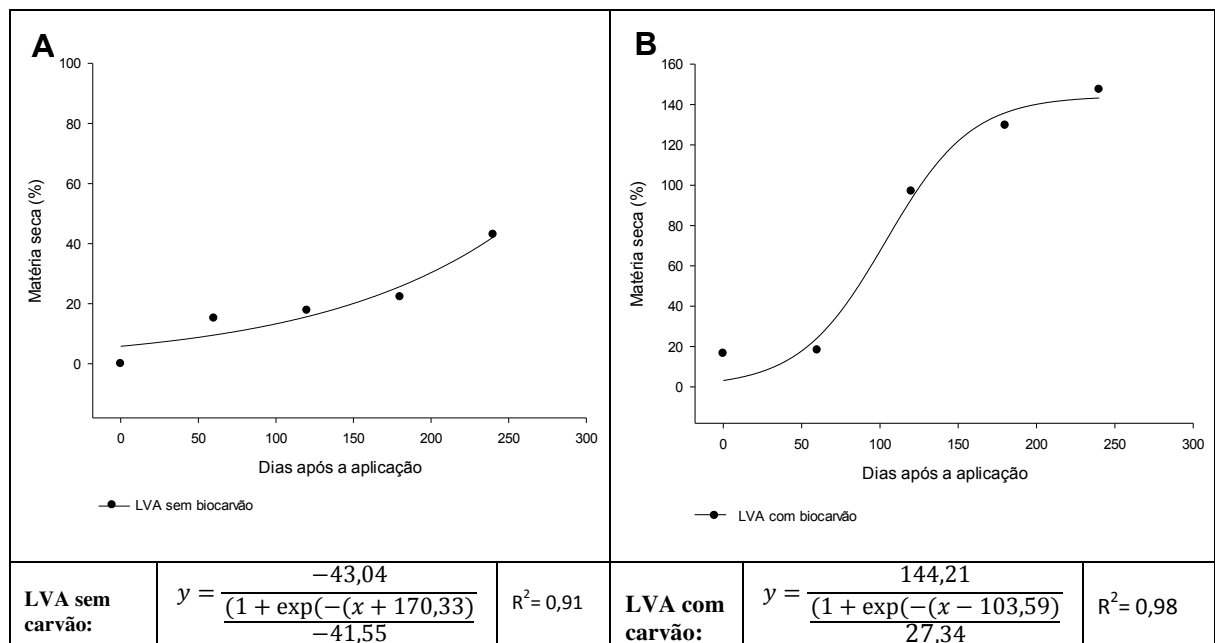 A
100
80
60
40
20
0
Matéria seca (%)
0 50 100 150 200 250 300
Dias após a aplicação
LVA sem biocarvão
B
160
140
120
100
80
60
40
20
0
Matéria seca (%)
0 50 100 150 200 250 300
Dias após a aplicação
LVA com biocarvão
LVA sem
carvão:
−43,04
y =
(1 + exp(−(x + 170,33)
−41,55
R²= 0,91
LVA com
carvão:
144,21
y =
(1 + exp(−(x − 103,59)
27,34
R²= 0,98